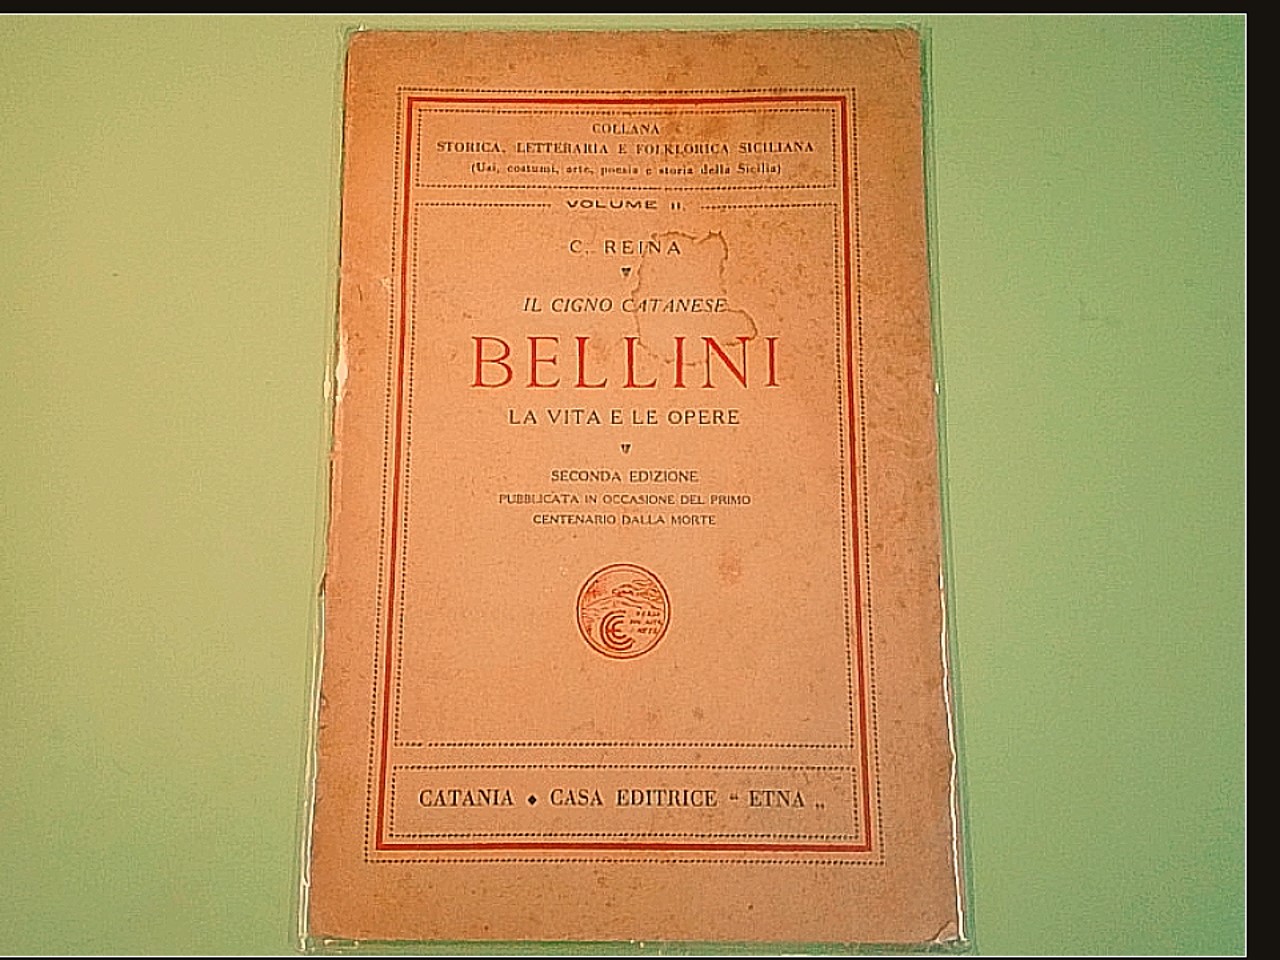 COLLANA
STORICA, LETTERARIA E FOLKLORICA SICILIANA
(Usi, costumi, arte, poesia e storia della Sicilia)
VOLUME II.
C. REINA
IL CIGNO CATANESE
BELLINI
LA VITA E LE OPERE
SECONDA EDIZIONE
PUBBLICATA IN OCCASIONE DEL PRIMO
CENTENARIO DALLA MORTE
CATANIA ◆ CASA EDITRICE “ ETNA „